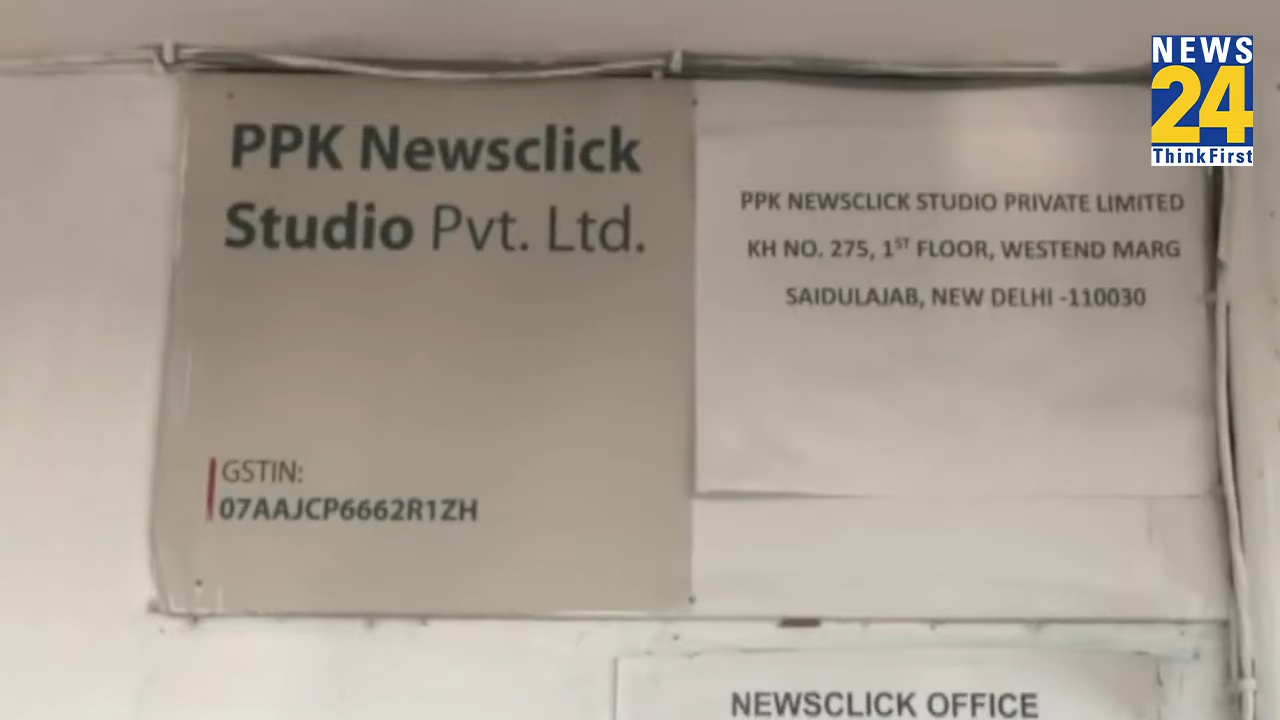 PPK Newsclick
Studio Pvt. Ltd.
GSTIN:
07AAJCP6662R1ZH
PPK NEWSCLICK STUDIO PRIVATE LIMITED
KH NO. 275, 1ST FLOOR, WESTEND MARG
SAIDULAJAB, NEW DELHI -110030
NEWSCLICK OFFICE
NEWS
24
ThinkFirst